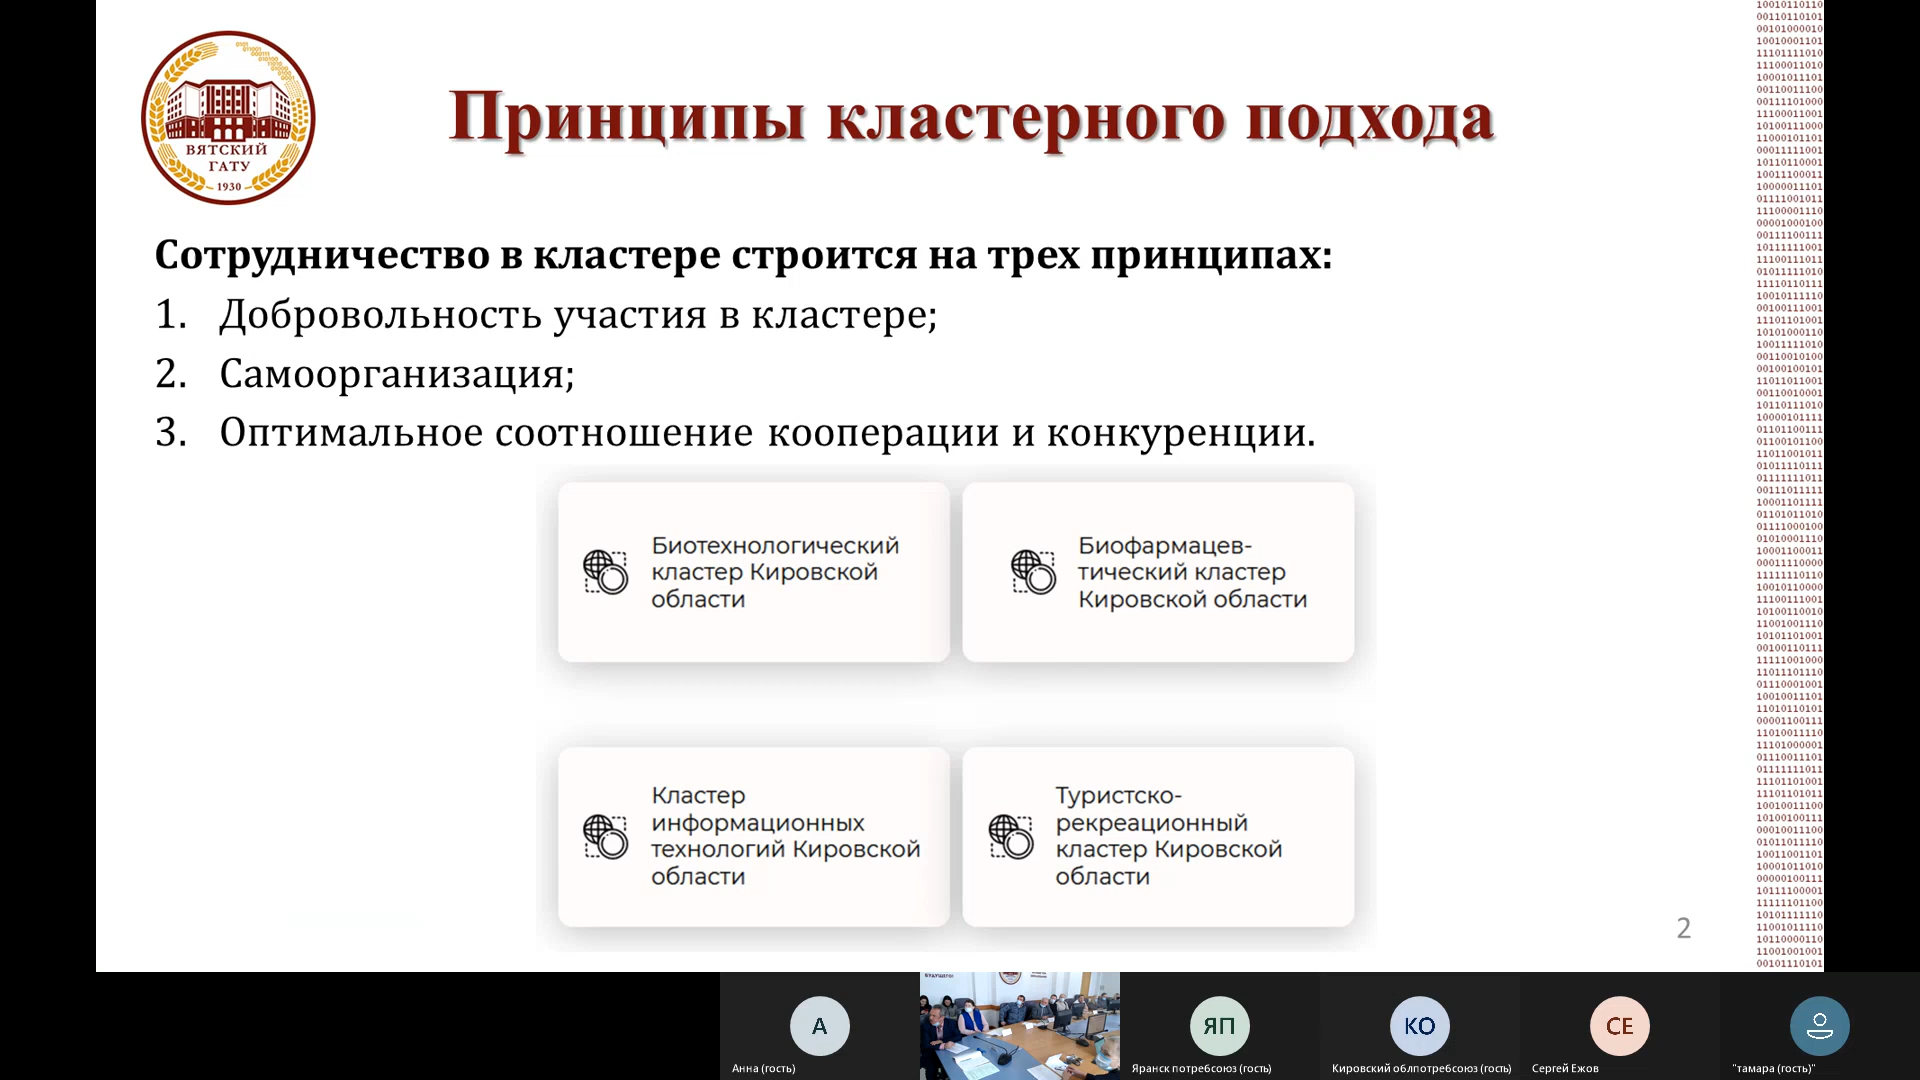 ВЯТСКИЙ
ГАТУ
1930
Принципы кластерного подхода
Сотрудничество в кластере строится на трех принципах:
1. Добровольность участия в кластере;
2. Самоорганизация;
3. Оптимальное соотношение кооперации и конкуренции.
Биотехнологический
кластер Кировской
области
Биофармацев-
тический кластер
Кировской области
Кластер
информационных
технологий Кировской
области
Туристско-
рекреационный
кластер Кировской
области
2
А
Анна (гость)
ЯП
Яранск потребсоюз (гость)
КО
Кировский облпотребсоюз (гость)
СЕ
Сергей Ежов
"тамара (гость)"